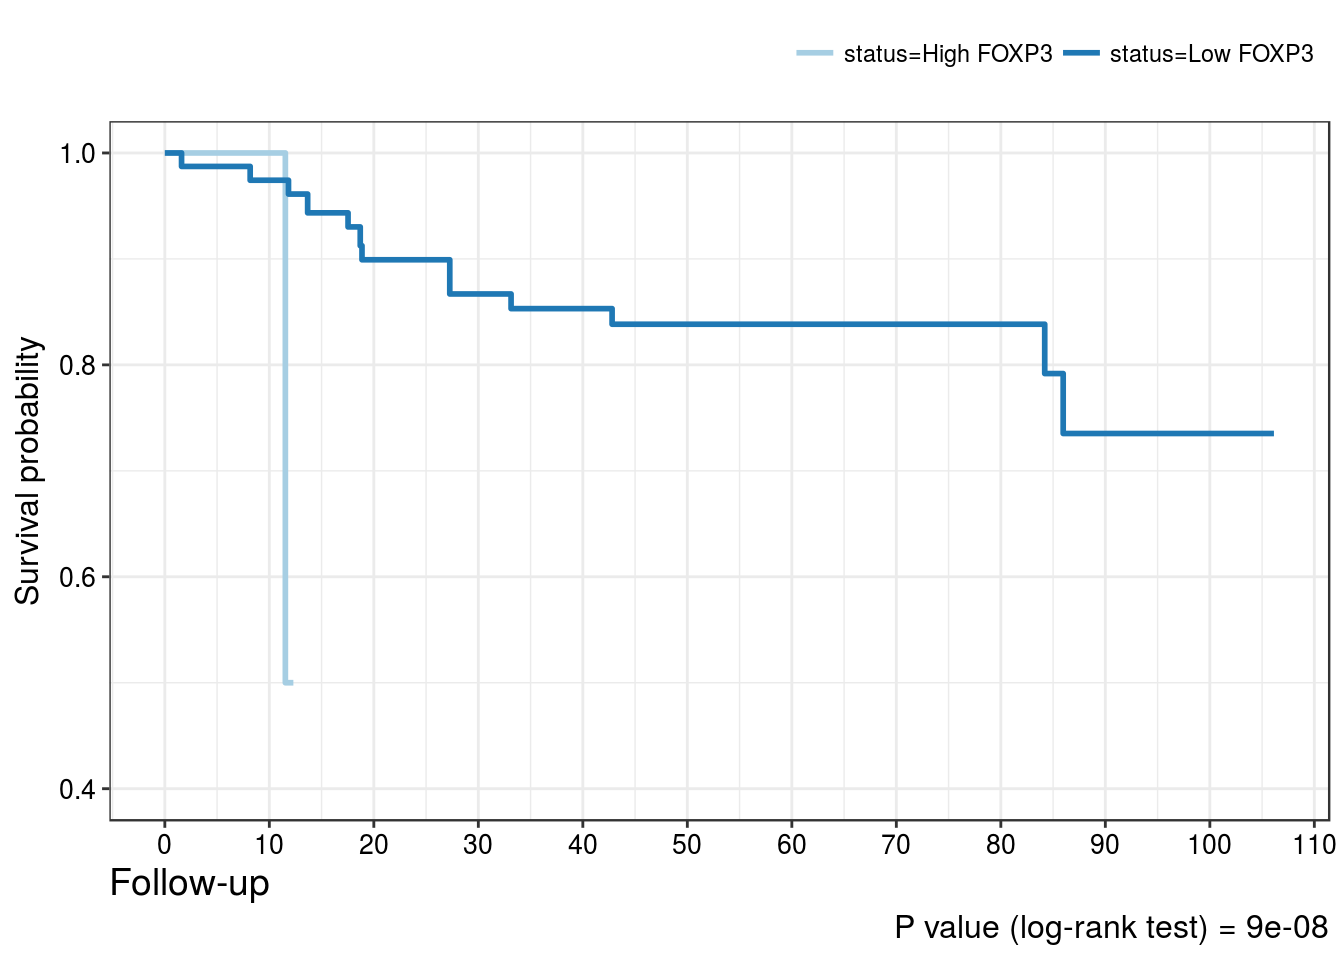 status=High FOXP3 status=Low FOXP3
Survival probability
1.0
0.8
0.6
0.4
0 10 20 30 40 50 60 70 80 90 100 110
Follow-up
P value (log-rank test) = 9e-08